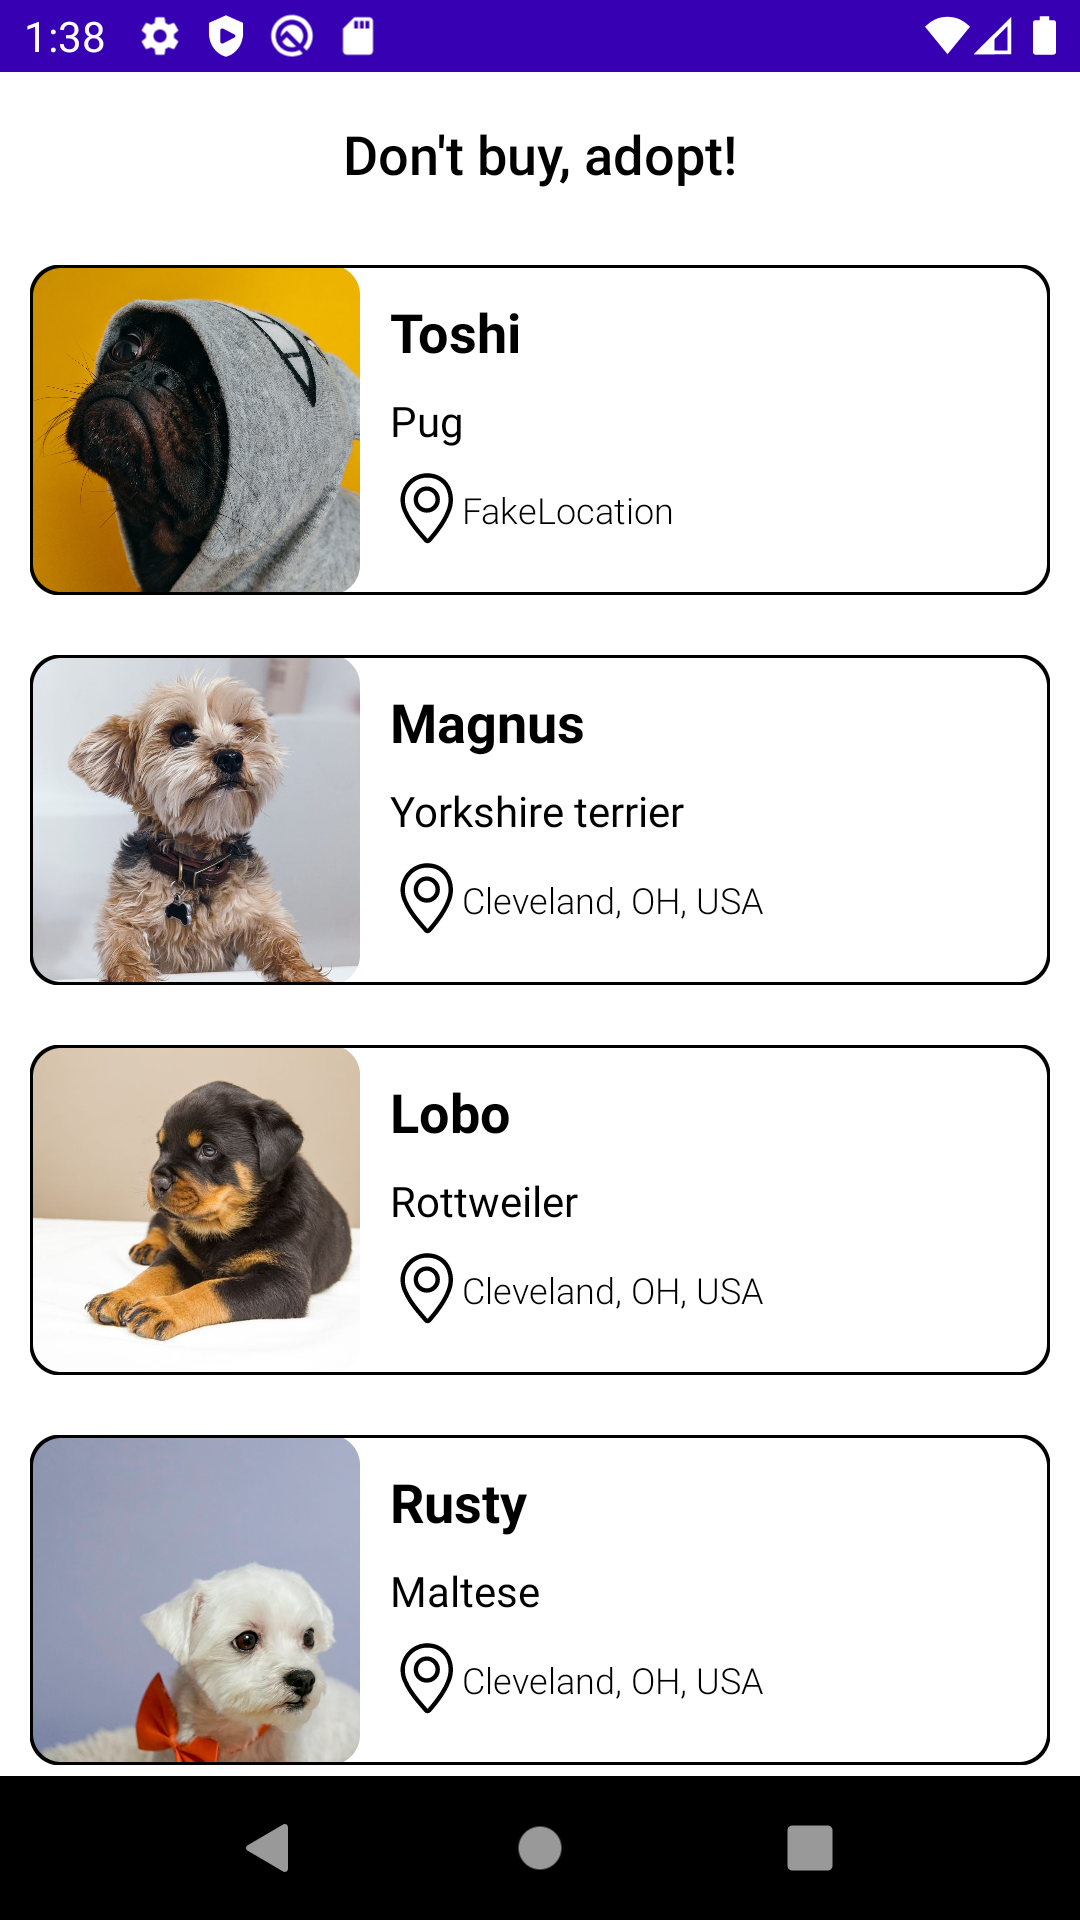 1:38
Don't buy, adopt!
Toshi
Pug
FakeLocation
Magnus
Yorkshire terrier
Cleveland, OH, USA
Lobo
Rottweiler
Cleveland, OH, USA
Rusty
Maltese
Cleveland, OH, USA